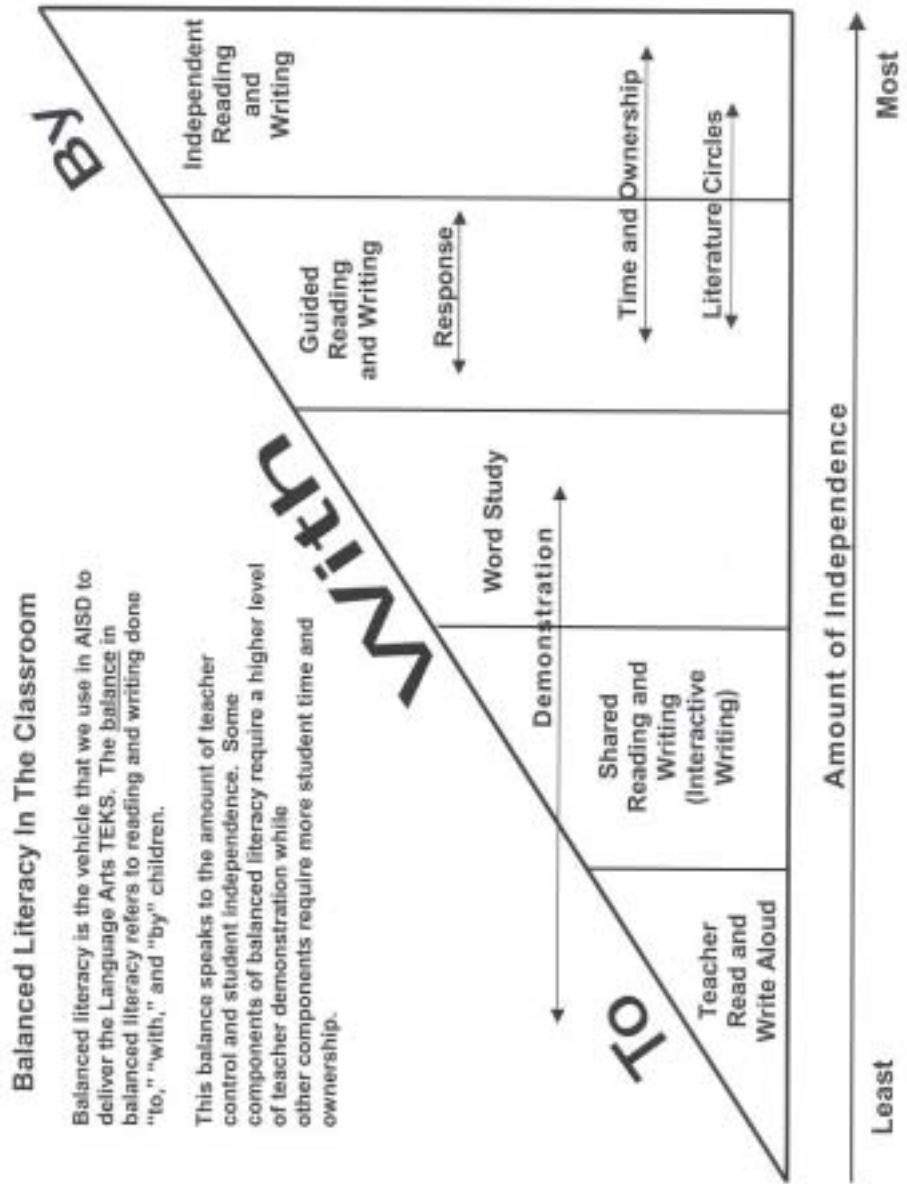 Balanced Literacy In The Classroom
Balanced literacy is the vehicle that we use in AISD to
deliver the Language Arts TEKS. The balance in
balanced literacy refers to reading and writing done
"to," "with," and "by" children.
This balance speaks to the amount of teacher
control and student independence. Some
components of balanced literacy require a higher level
of teacher demonstration while
other components require more student time and
ownership.
To
With
By
Teacher
Read and
Write Aloud
Shared
Reading and
Writing
(Interactive
Writing)
Word Study
Demonstration
Guided
Reading
and Writing
Response
Independent
Reading
and
Writing
Time and Ownership
Literature Circles
Amount of Independence
Least
Most